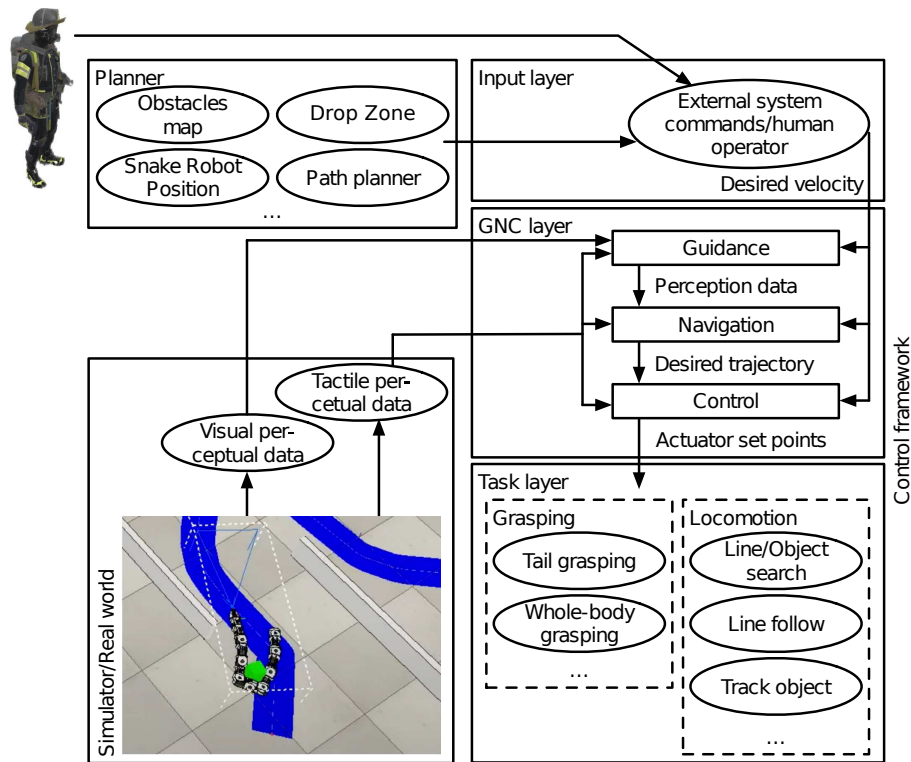 Planner
Obstacles
map
Drop Zone
Snake Robot
Position
Path planner
...
Input layer
External system
commands/human
operator
Desired velocity
GNC layer
Guidance
Perception data
Navigation
Desired trajectory
Control
Actuator set points
Control framework
Simulator/Real world
Tactile per-
cetual data
Visual per-
ceptual data
Task layer
Grasping
Tail grasping
Whole-body
grasping
...
Locomotion
Line/Object
search
Line follow
Track object
...